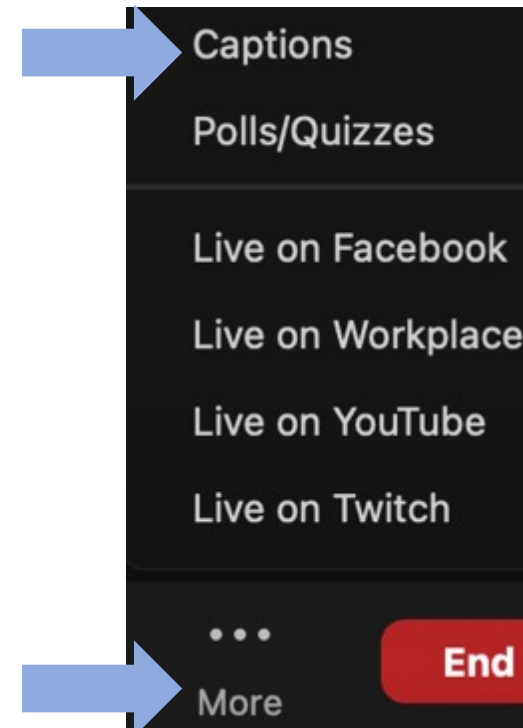 Captions
Polls/Quizzes
Live on Facebook
Live on Workplace
Live on YouTube
Live on Twitch
End
More